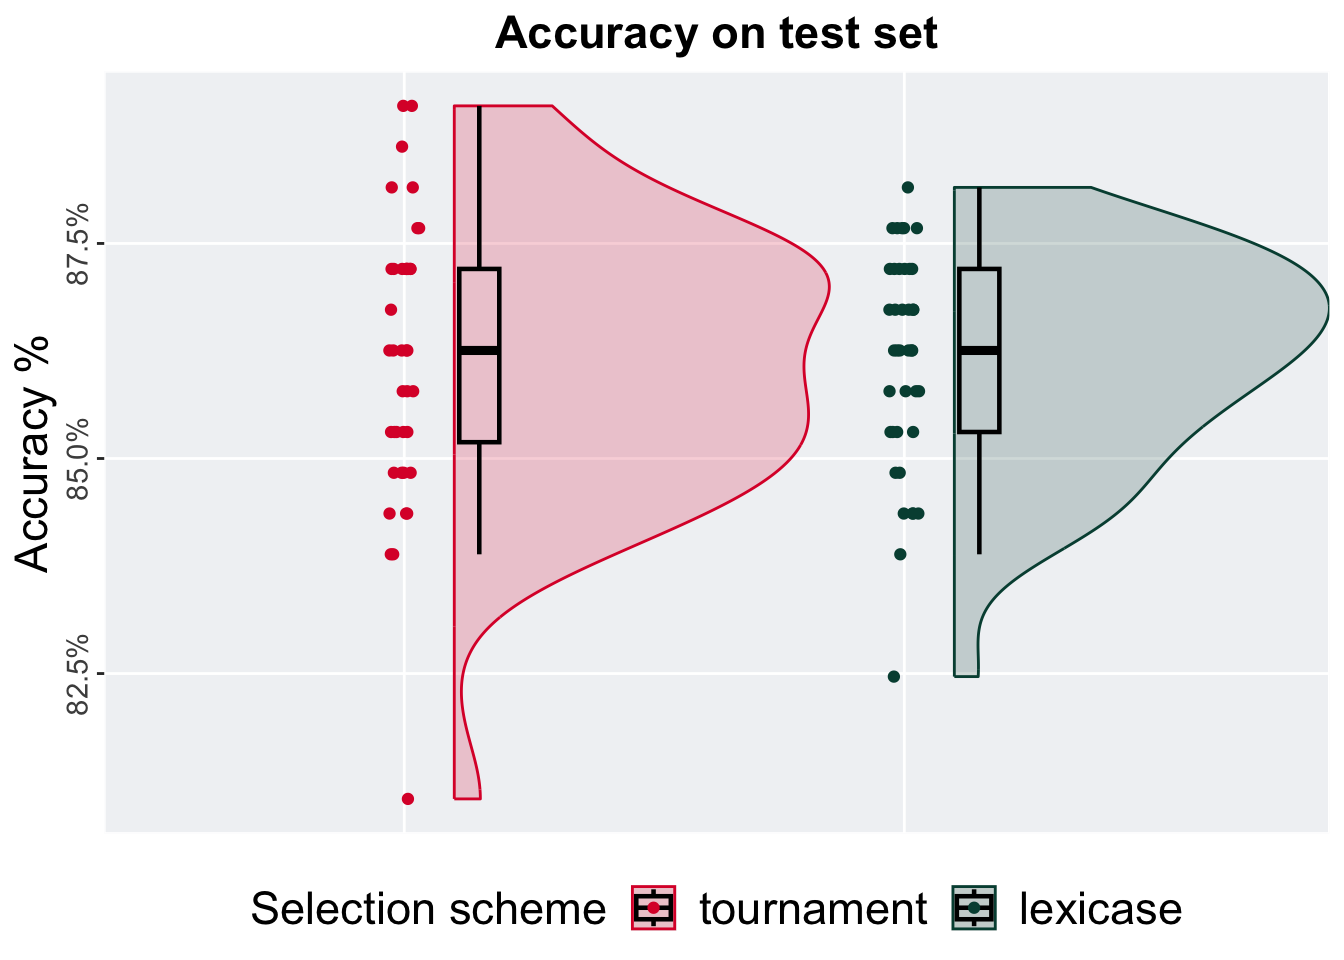 Accuracy on test set
Accuracy %
87.5%
85.0%
82.5%
Selection scheme tournament lexicase